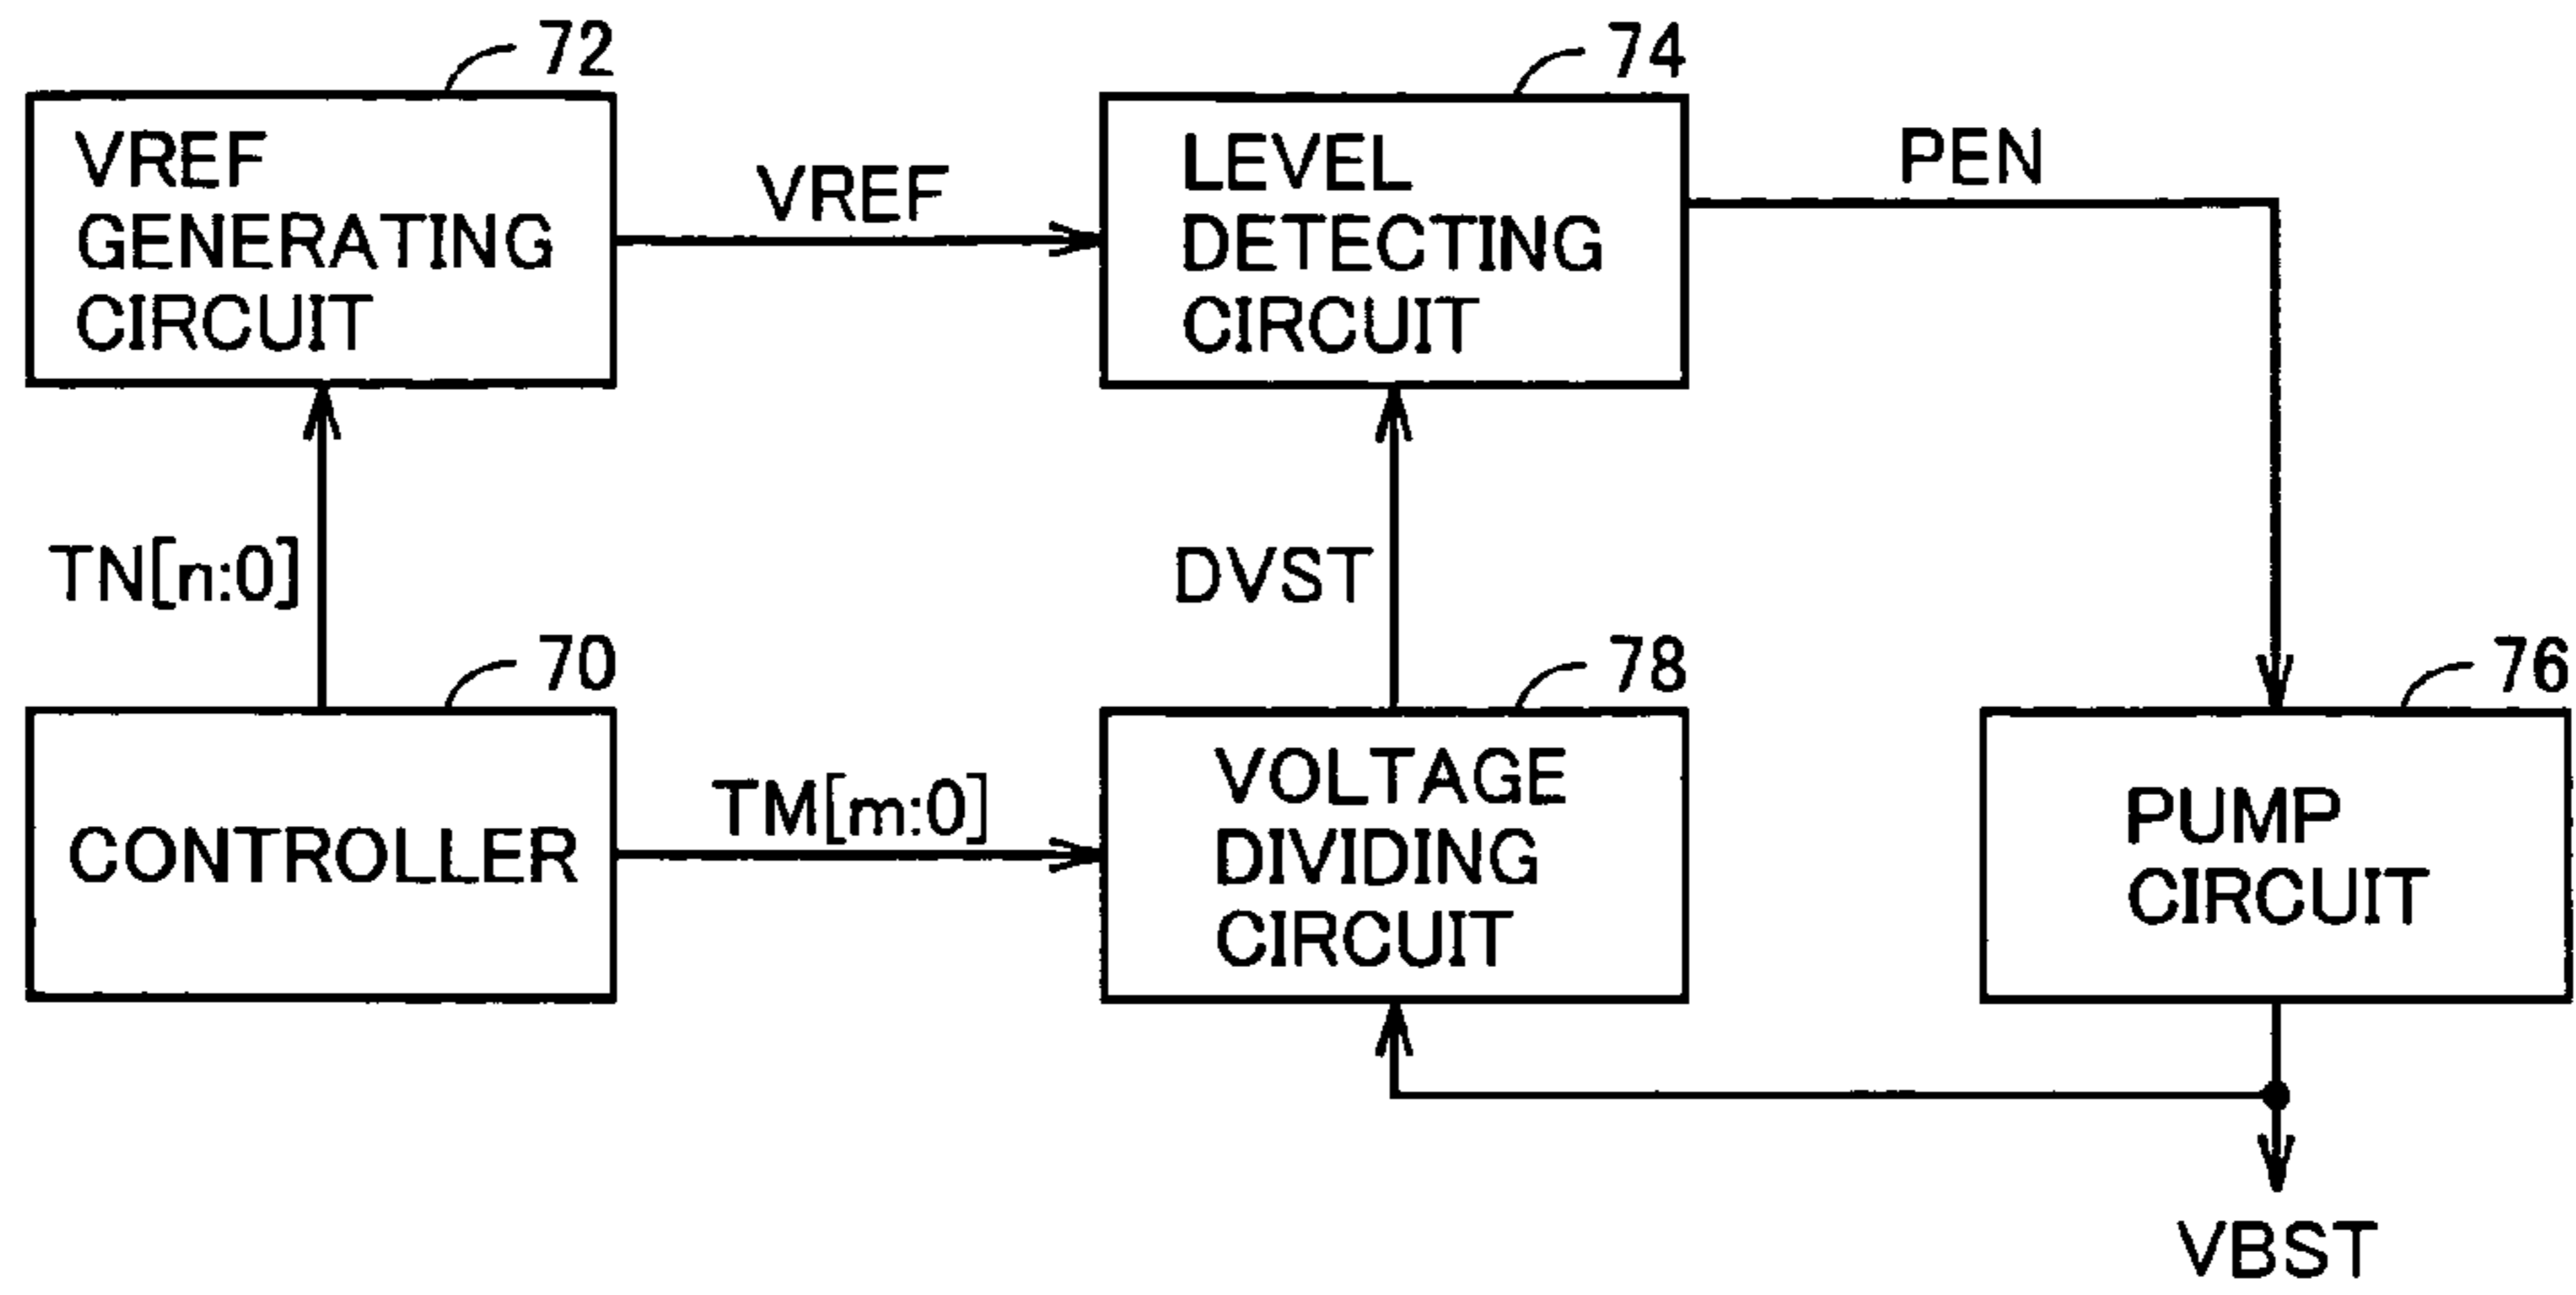 72
74
VREF
GENERATING
CIRCUIT
VREF
LEVEL
DETECTING
CIRCUIT
PEN
TN[n:0]
DVST
70
78
76
CONTROLLER
TM[m:0]
VOLTAGE
DIVIDING
CIRCUIT
PUMP
CIRCUIT
VBST